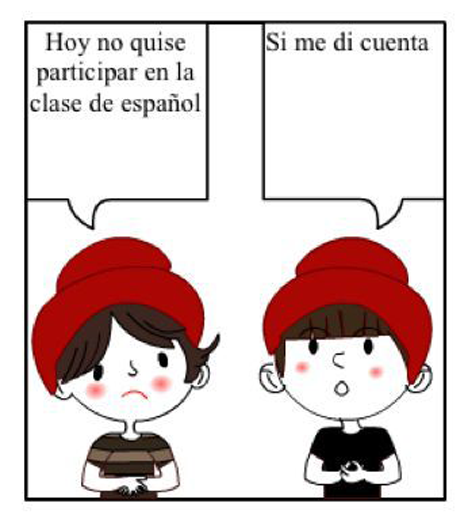 Hoy no quise
participar en la
clase de español
Si me di cuenta